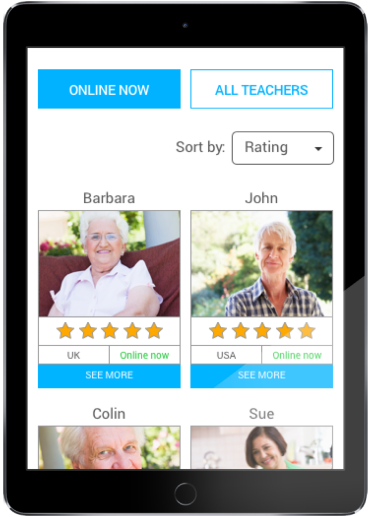 ONLINE NOW ALL TEACHERS
Sort by: Rating
Barbara John
UK Online now USA Online now
SEE MORE SEE MORE
Colin Sue